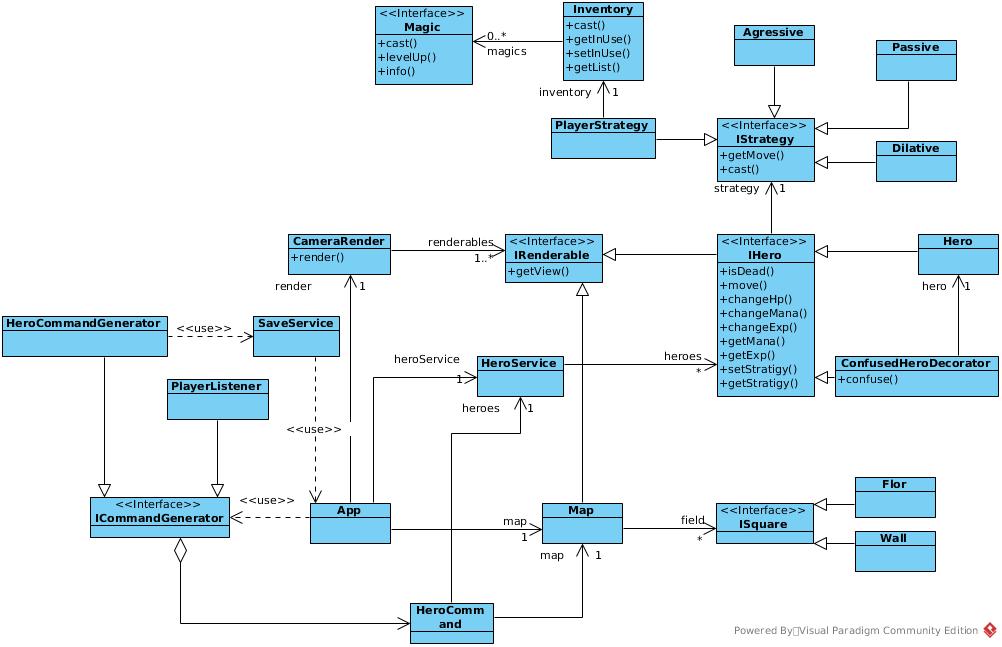 <<Interface>>
Magic
+cast()
+levelUp()
+info()
0..*
magics
Inventory
+cast()
+getInUse()
+setInUse()
+getList()
inventory
1
PlayerStrategy
Agressive
Passive
<<Interface>>
IStrategy
+getMove()
+cast()
Dilative
strategy
1
CameraRender
+render()
renderables
1..*
<<Interface>>
IRenderable
+getView()
<<Interface>>
IHero
+isDead()
+move()
+changeHp()
+changeMana()
+changeExp()
+getMana()
+getExp()
+setStratigy()
+getStratigy()
Hero
hero
1
render
1
HeroCommandGenerator
<<use>>
SaveService
heroService
1
HeroService
heroes
*
ConfusedHeroDecorator
+confuse()
PlayerListener
heroes
1
<<use>>
<<Interface>>
ICommandGenerator
<<use>>
App
map
1
Map
field
*
<<Interface>>
ISquare
Flor
Wall
map
1
HeroComm
and
Powered By Visual Paradigm Community Edition